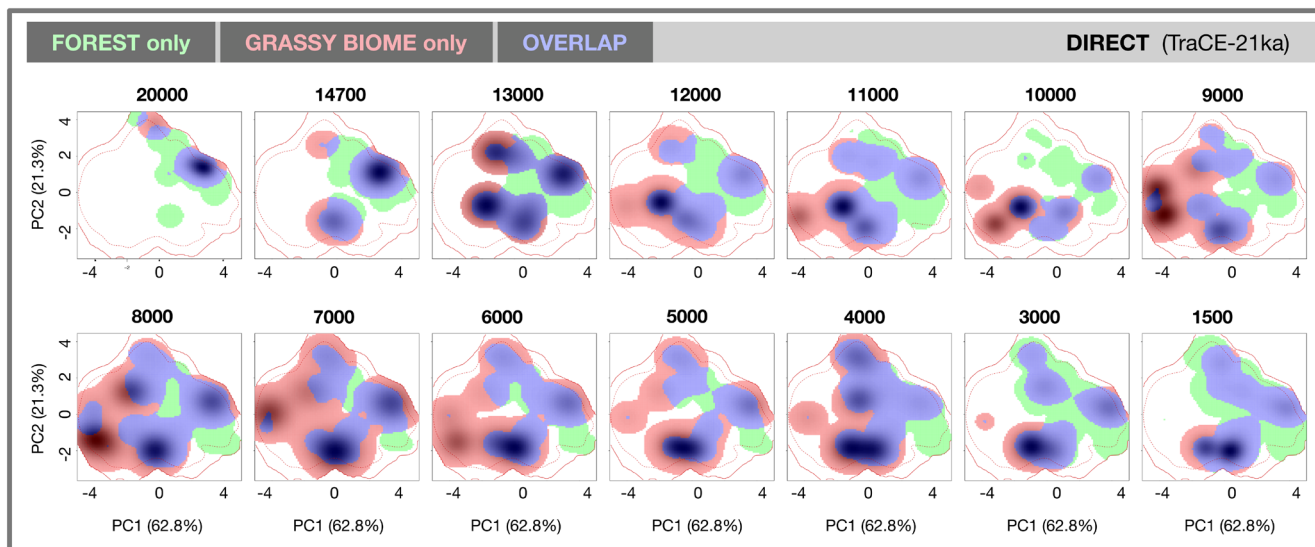 FOREST only GRASSY BIOME only OVERLAP DIRECT (TraCE-21ka)
20000 14700 13000 12000 11000 10000 9000
PC2 (21.3%)
4
2
0
-2
-4 0 4 -4 0 4 -4 0 4 -4 0 4 -4 0 4 -4 0 4 -4 0 4
8000 7000 6000 5000 4000 3000 1500
PC2 (21.3%)
4
2
0
-2
-4 0 4 -4 0 4 -4 0 4 -4 0 4 -4 0 4 -4 0 4 -4 0 4
PC1 (62.8%) PC1 (62.8%) PC1 (62.8%) PC1 (62.8%) PC1 (62.8%) PC1 (62.8%) PC1 (62.8%)